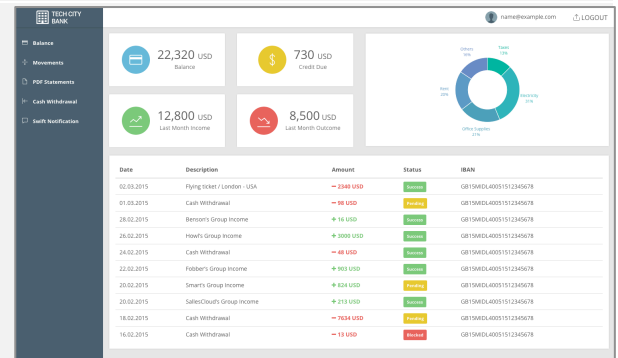 TECH CITY
BANK
name@example.com
LOGOUT
Balance
Movements
PDF Statements
Cash Withdrawal
Swift Notification
22,320 USD
Balance
730 USD
Credit Due
12,800 USD
Last Month Income
8,500 USD
Last Month Outcome
Others
Taxes
13%
Electricity
Office Supplies
21%
Date Description Amount Status IBAN
02.03.2015 Flying ticket / London - USA − 2340 USD Success GB15MIDL40051512345678
01.03.2015 Cash Withdrawal − 98 USD Pending GB15MIDL40051512345678
28.02.2015 Benson's Group Income + 16 USD Success GB15MIDL40051512345678
26.02.2015 Howl's Group Income + 3000 USD Success GB15MIDL40051512345678
24.02.2015 Cash Withdrawal − 48 USD Success GB15MIDL40051512345678
22.02.2015 Fobber's Group Income + 903 USD Success GB15MIDL40051512345678
20.02.2015 Smart's Group Income + 824 USD Pending GB15MIDL40051512345678
20.02.2015 SallesCloud's Group Income + 213 USD Success GB15MIDL40051512345678
18.02.2015 Cash Withdrawal − 7634 USD Pending GB15MIDL40051512345678
16.02.2015 Cash Withdrawal − 13 USD Blocked GB15MIDL40051512345678